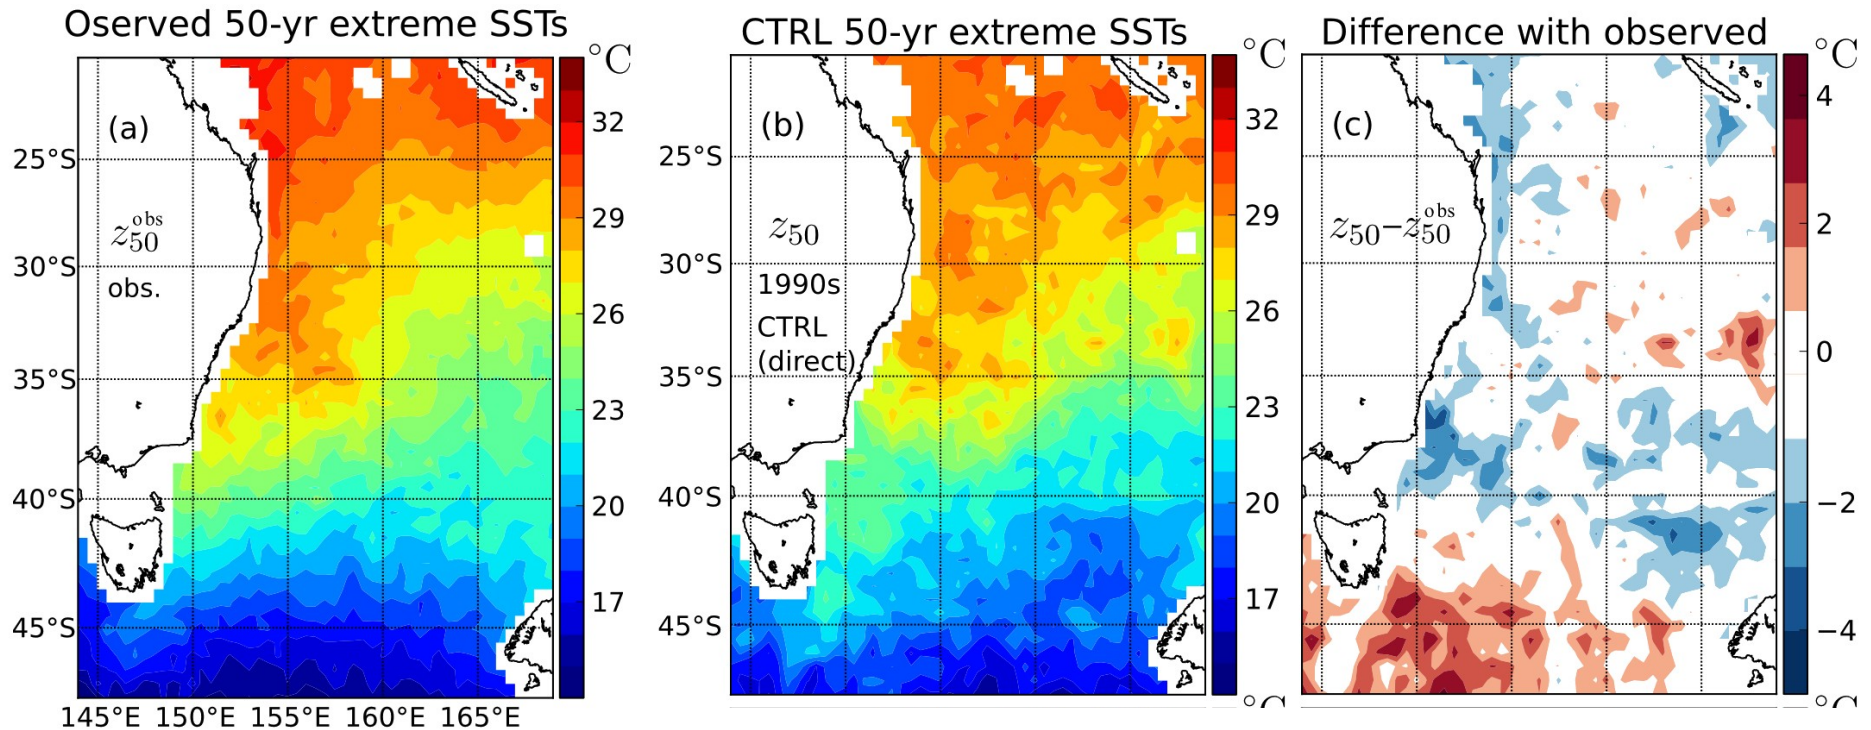 Oserved 50-yr extreme SSTs
°C
(a)
z₅₀ᵒᵇˢ
obs.
25°S
30°S
35°S
40°S
45°S
145°E 150°E 155°E 160°E 165°E
32
29
26
23
20
17
CTRL 50-yr extreme SSTs
°C
(b)
z₅₀
1990s
CTRL
(direct)
25°S
30°S
35°S
40°S
45°S
32
29
26
23
20
17
°C
Difference with observed
°C
(c)
z₅₀−z₅₀ᵒᵇˢ
4
2
0
−2
−4
°C